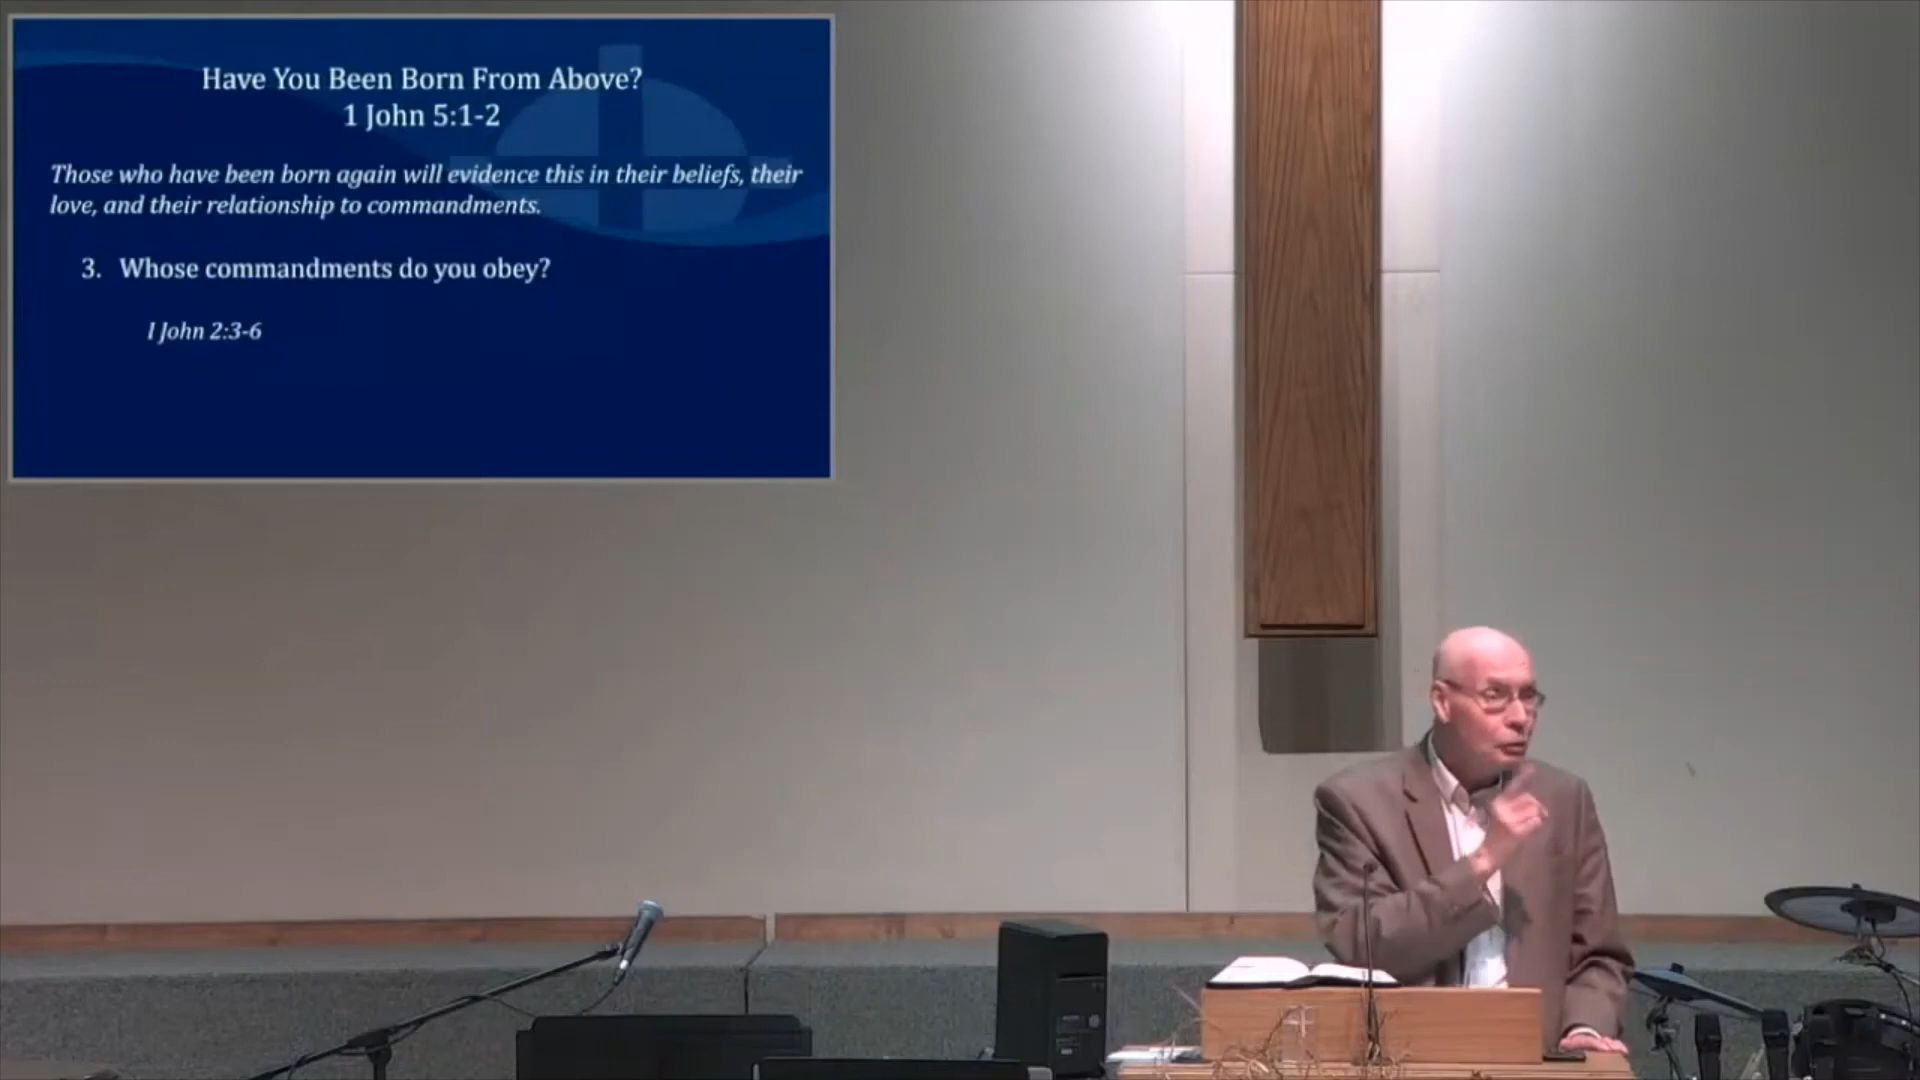 Have You Been Born From Above?
1 John 5:1-2
Those who have been born again will evidence this in their beliefs, their
love, and their relationship to commandments.
3. Whose commandments do you obey?
I John 2:3-6